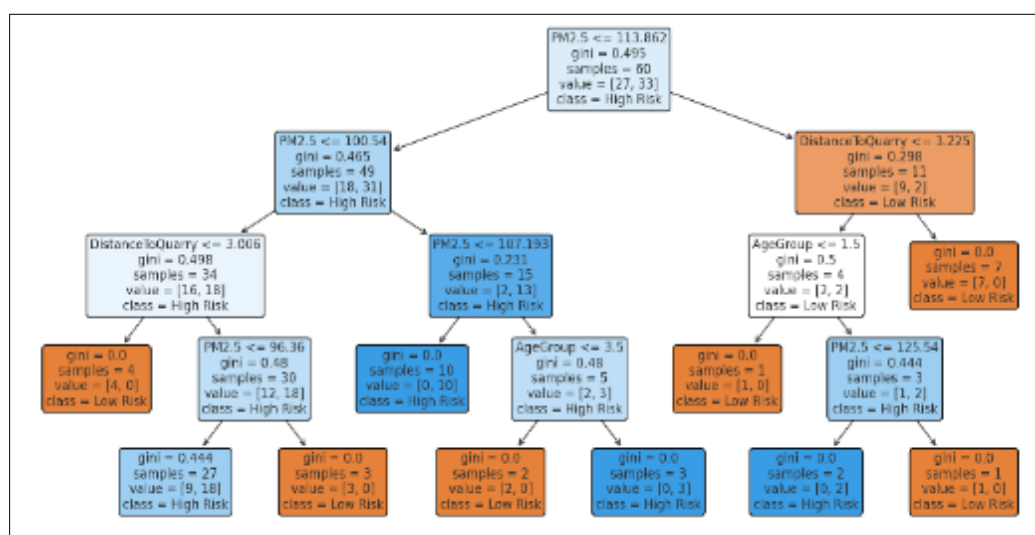 PM2.5 <= 113.862
gini = 0.495
samples = 60
value = [27, 33]
class = High Risk
PM2.5 <= 100.54
gini = 0.465
samples = 49
value = [18, 31]
class = High Risk
DistanceToQuarry <= 3.225
gini = 0.298
samples = 11
value = [9, 2]
class = Low Risk
DistanceToQuarry <= 3.006
gini = 0.498
samples = 34
value = [16, 18]
class = High Risk
PM2.5 <= 107.193
gini = 0.231
samples = 15
value = [2, 13]
class = High Risk
AgeGroup <= 1.5
gini = 0.5
samples = 4
value = [2, 2]
class = Low Risk
gini = 0.0
samples = 7
value = [7, 0]
class = Low Risk
gini = 0.0
samples = 4
value = [4, 0]
class = Low Risk
PM2.5 <= 96.36
gini = 0.48
samples = 30
value = [12, 18]
class = High Risk
gini = 0.0
samples = 10
value = [0, 10]
class = High Risk
AgeGroup <= 3.5
gini = 0.48
samples = 5
value = [2, 3]
class = High Risk
gini = 0.0
samples = 1
value = [1, 0]
class = Low Risk
PM2.5 <= 125.54
gini = 0.444
samples = 3
value = [1, 2]
class = High Risk
gini = 0.444
samples = 27
value = [9, 18]
class = High Risk
gini = 0.0
samples = 3
value = [3, 0]
class = Low Risk
gini = 0.0
samples = 2
value = [2, 0]
class = Low Risk
gini = 0.0
samples = 3
value = [0, 3]
class = High Risk
gini = 0.0
samples = 2
value = [0, 2]
class = High Risk
gini = 0.0
samples = 1
value = [1, 0]
class = Low Risk